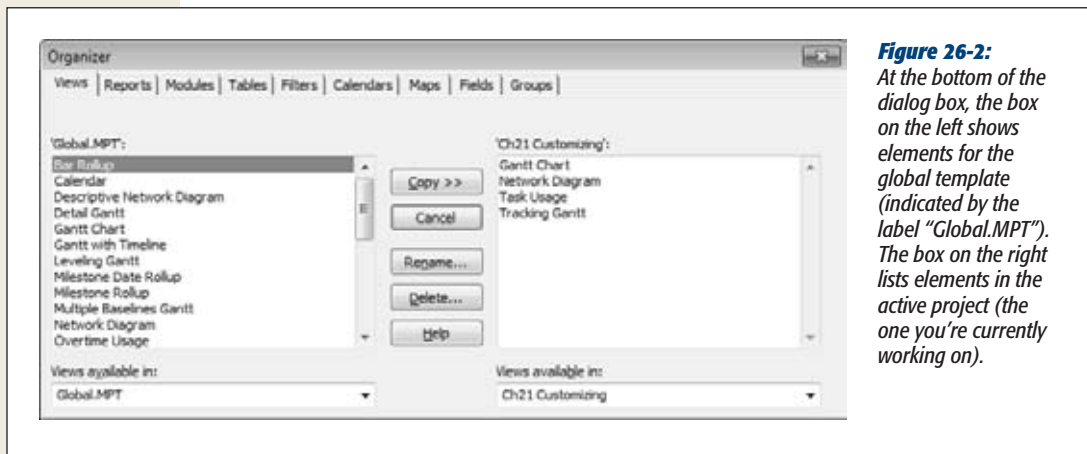 Organizer
Views Reports Modules Tables Filters Calendars Maps Fields Groups
'Global.MPT':
Bar Rollup
Calendar
Descriptive Network Diagram
Detail Gantt
Gantt Chart
Gantt with Timeline
Leveling Gantt
Milestone Date Rollup
Milestone Rollup
Multiple Baselines Gantt
Network Diagram
Overtime Usage
Views available in:
Global.MPT
Copy >>
Cancel
Rename...
Delete...
Help
'Ch21 Customizing':
Gantt Chart
Network Diagram
Task Usage
Tracking Gantt
Views available in:
Ch21 Customizing
Figure 26-2:
At the bottom of the
dialog box, the box
on the left shows
elements for the
global template
(indicated by the
label “Global.MPT”).
The box on the right
lists elements in the
active project (the
one you’re currently
working on).